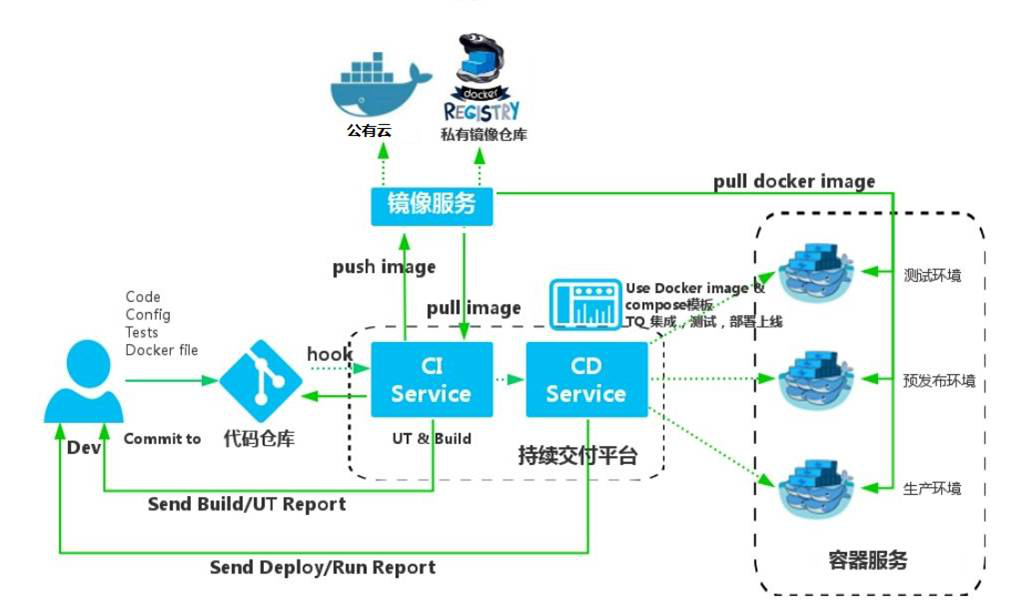 docker
REGISTRY
公有云
私有镜像仓库
镜像服务
pull docker image
push image
pull image
测试环境
Use Docker image &
compose模板
TQ 集成，测试，部署上线
Code
Config
Tests
Docker file
hook
CI
Service
CD
Service
预发布环境
Dev
Commit to
代码仓库
UT & Build
持续交付平台
生产环境
Send Build/UT Report
Send Deploy/Run Report
容器服务